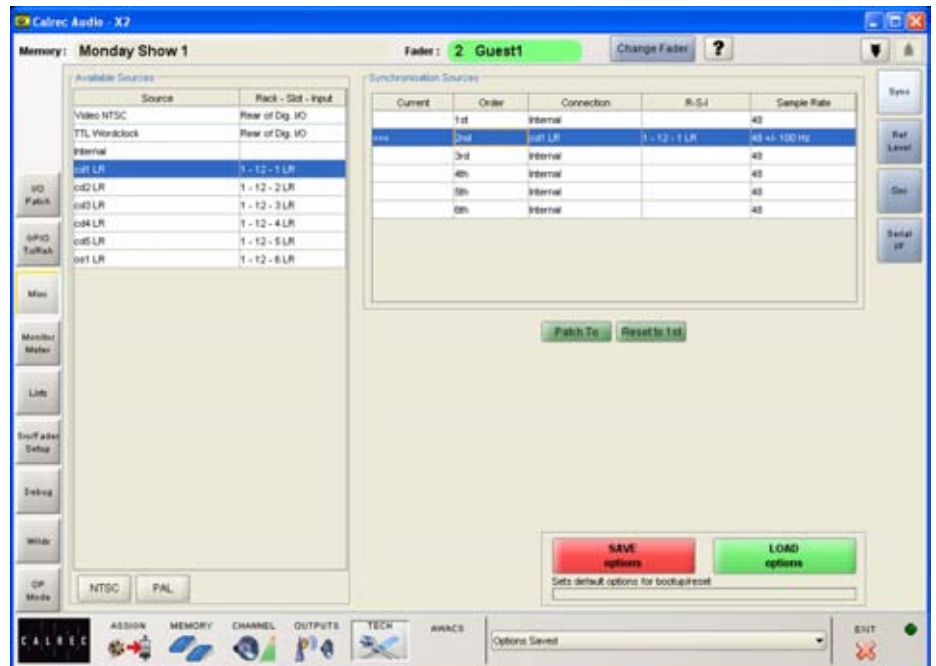 Calrec Audio - X2
Memory: Monday Show 1 Fader: 2 Guest1 Change Fader ?
Available Sources
Source Rack - Slot - Input
Video NTSC Rear of Dig. I/O
TTL Wordclock Rear of Dig. I/O
Internal
cd1 LR 1 - 12 - 1 LR
cd2 LR 1 - 12 - 2 LR
cd3 LR 1 - 12 - 3 LR
cd4 LR 1 - 12 - 4 LR
cd5 LR 1 - 12 - 5 LR
os1 LR 1 - 12 - 6 LR
NTSC PAL
Synchronisation Sources
Current Order Connection R-S-I Sample Rate
1st Internal 48
2nd cd1 LR 1 - 12 - 1 LR 48 +/- 100 Hz
3rd Internal 48
4th Internal 48
5th Internal 48
6th Internal 48
Patch To Reset to 1st
SAVE options
LOAD options
Sets default options for bootup/reset
Sync
Ref Level
Serial I/F
I/O Patch
GPIO
Misc
Monitor Meter
Lists
Src/Fader Setup
Debug
Wilds
OP Mode
CALREC ASSIGN MEMORY CHANNEL OUTPUTS TECH AWACS
Options Saved
EXIT